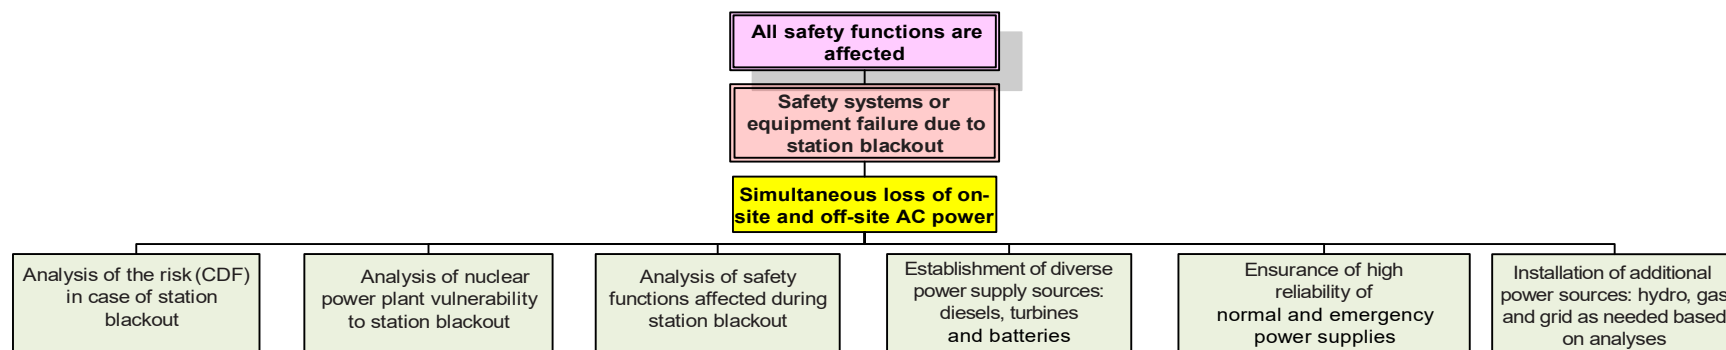 All safety functions are
affected
Safety systems or
equipment failure due to
station blackout
Simultaneous loss of on-
site and off-site AC power
Analysis of the risk (CDF)
in case of station
blackout
Analysis of nuclear
power plant vulnerability
to station blackout
Analysis of safety
functions affected during
station blackout
Establishment of diverse
power supply sources:
diesels, turbines
and batteries
Ensurance of high
reliability of
normal and emergency
power supplies
Installation of additional
power sources: hydro, gas
and grid as needed based
on analyses